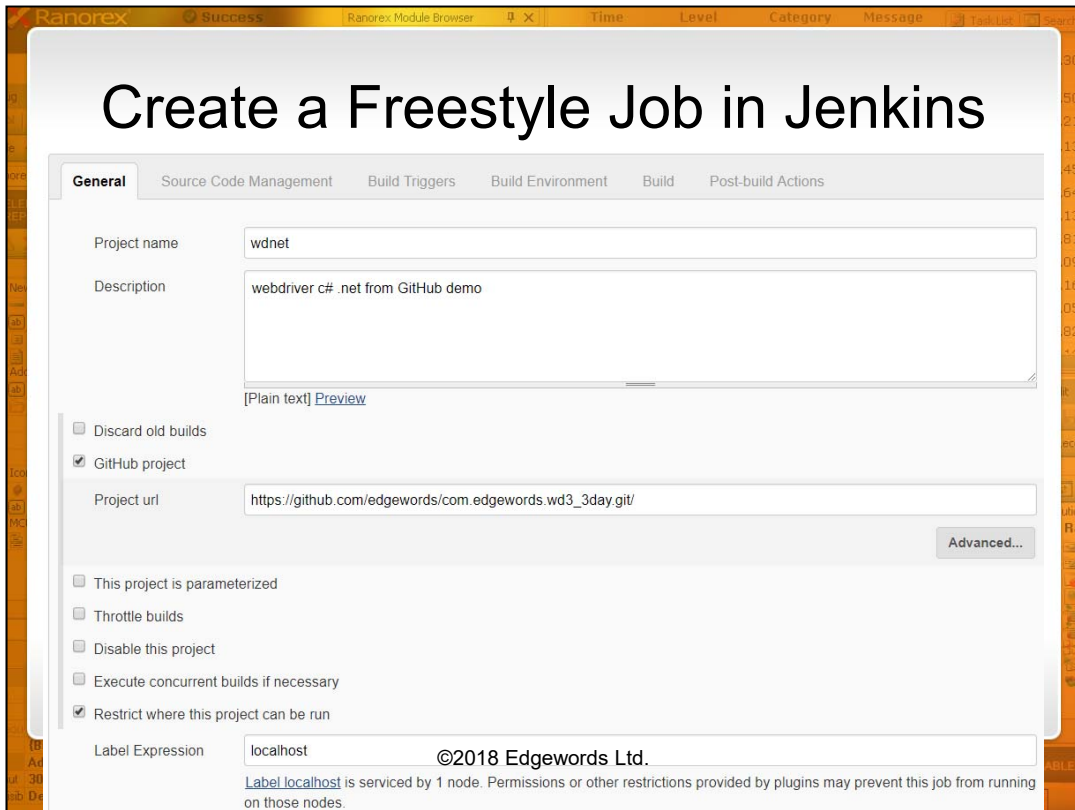 Ranorex Success Ranorex Module Browser Time Level Category Message Task List Search
Create a Freestyle Job in Jenkins
General Source Code Management Build Triggers Build Environment Build Post-build Actions
Project name wdnet
Description webdriver c# .net from GitHub demo
[Plain text] Preview
Discard old builds
GitHub project
Project url https://github.com/edgewords/com.edgewords.wd3_3day.git/
Advanced...
This project is parameterized
Throttle builds
Disable this project
Execute concurrent builds if necessary
Restrict where this project can be run
Label Expression localhost
©2018 Edgewords Ltd.
Label localhost is serviced by 1 node. Permissions or other restrictions provided by plugins may prevent this job from running
on those nodes.